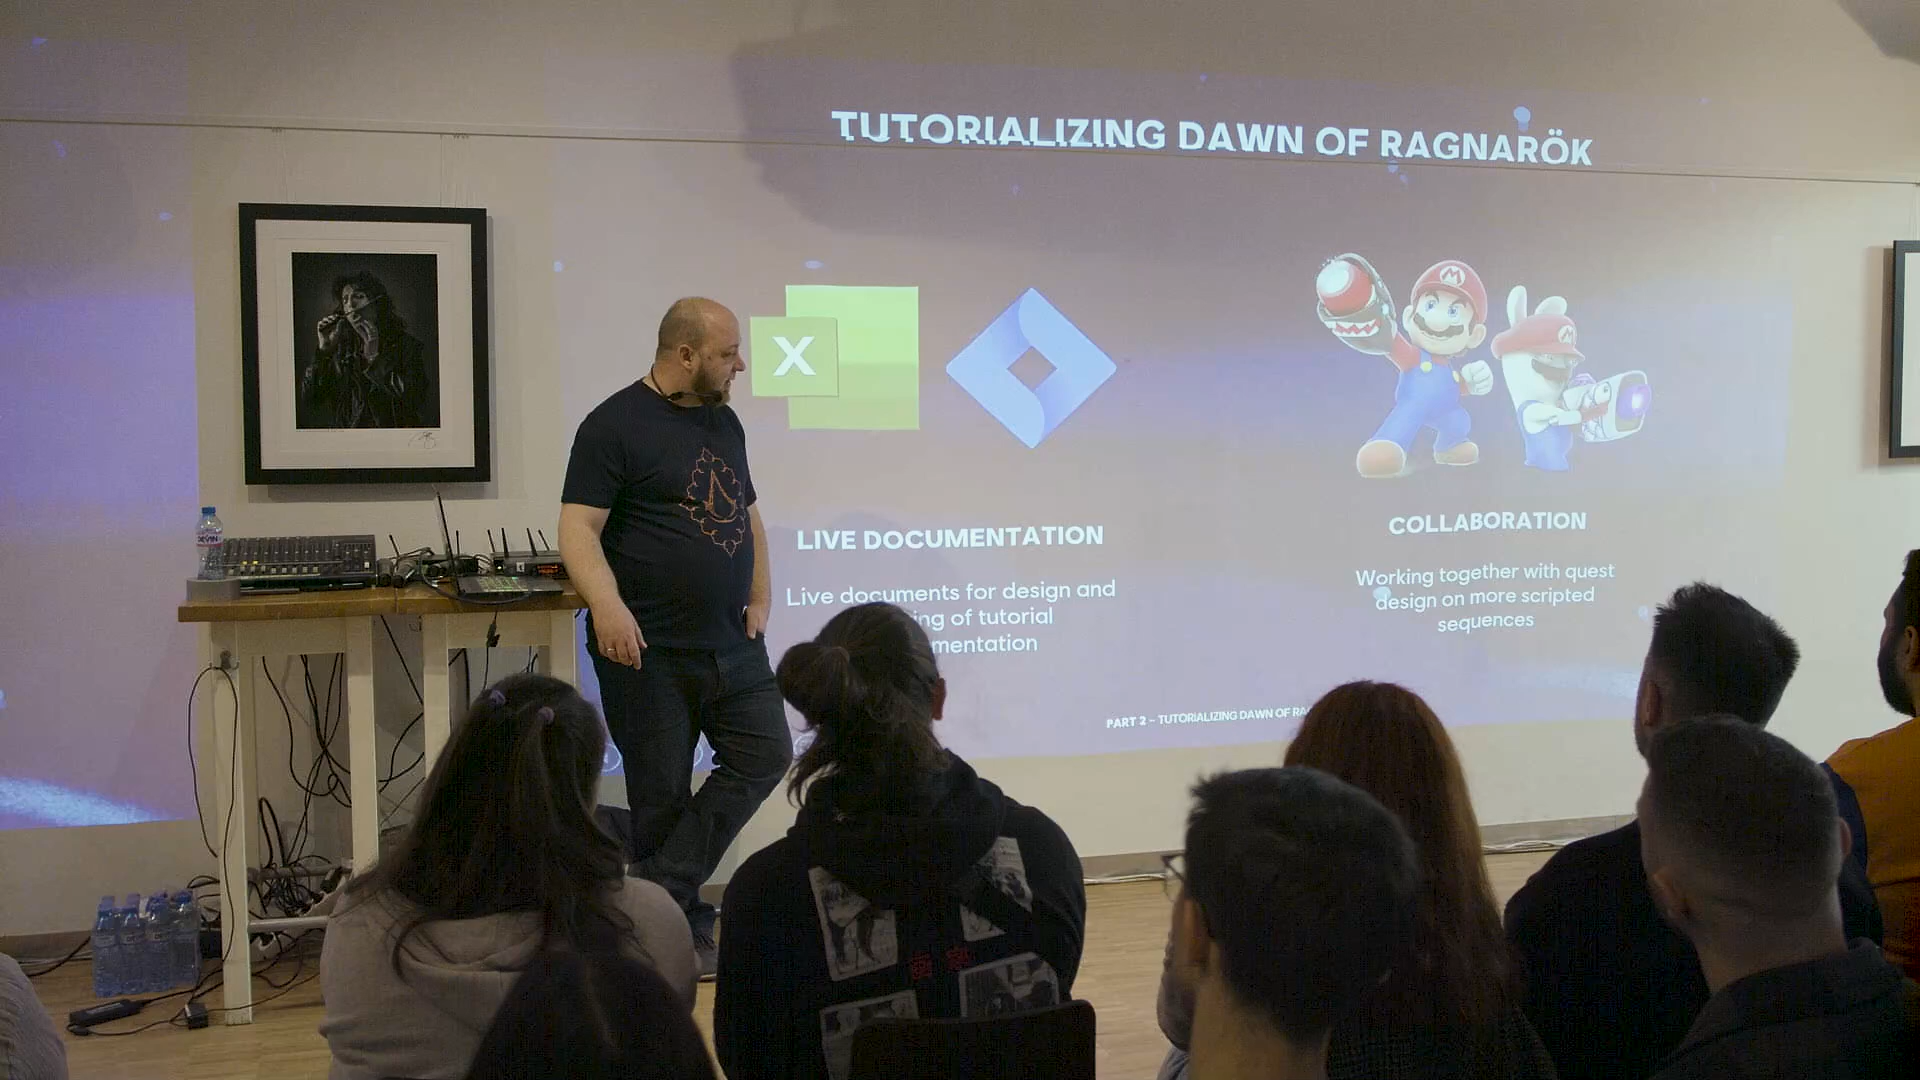 TUTORIALIZING DAWN OF RAGNARÖK
X
M
M
LIVE DOCUMENTATION
Live documents for design and
of tutorial
COLLABORATION
Working together with quest
design on more scripted
sequences
PART 2 – TUTORIALIZING DAWN OF
DEVIN